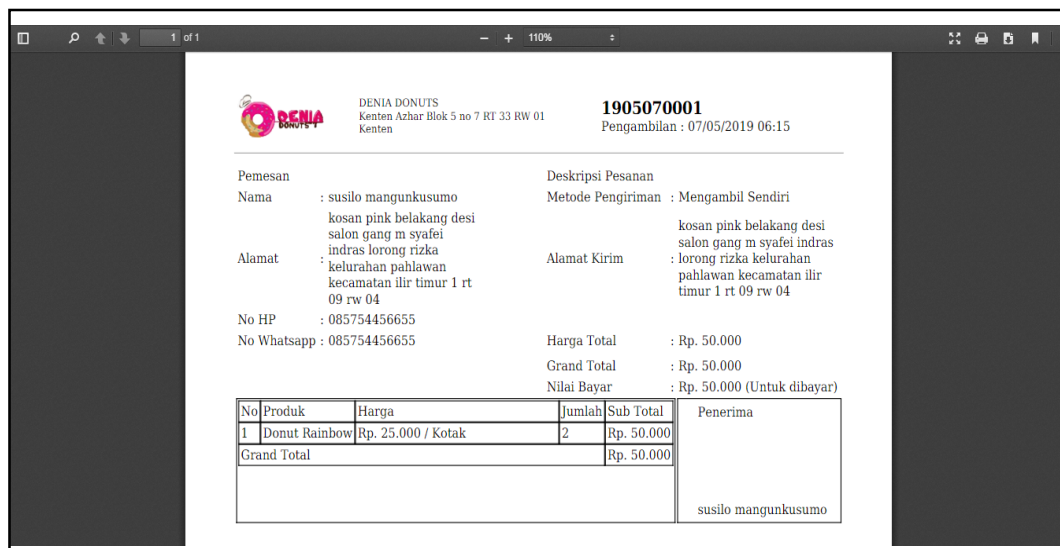 1 of 1
110%
DENIA
DONUTS
DENIA DONUTS
Kenten Azhar Blok 5 no 7 RT 33 RW 01
Kenten
1905070001
Pengambilan : 07/05/2019 06:15
Pemesan
Nama : susilo mangunkusumo
Alamat : kosan pink belakang desi
salon gang m syafei
indras lorong rizka
kelurahan pahlawan
kecamatan ilir timur 1 rt
09 rw 04
No HP : 085754456655
No Whatsapp : 085754456655
Deskripsi Pesanan
Metode Pengiriman : Mengambil Sendiri
Alamat Kirim : kosan pink belakang desi
salon gang m syafei indras
lorong rizka kelurahan
pahlawan kecamatan ilir
timur 1 rt 09 rw 04
Harga Total : Rp. 50.000
Grand Total : Rp. 50.000
Nilai Bayar : Rp. 50.000 (Untuk dibayar)
No Produk Harga Jumlah Sub Total
1 Donut Rainbow Rp. 25.000 / Kotak 2 Rp. 50.000
Grand Total Rp. 50.000
Penerima
susilo mangunkusumo